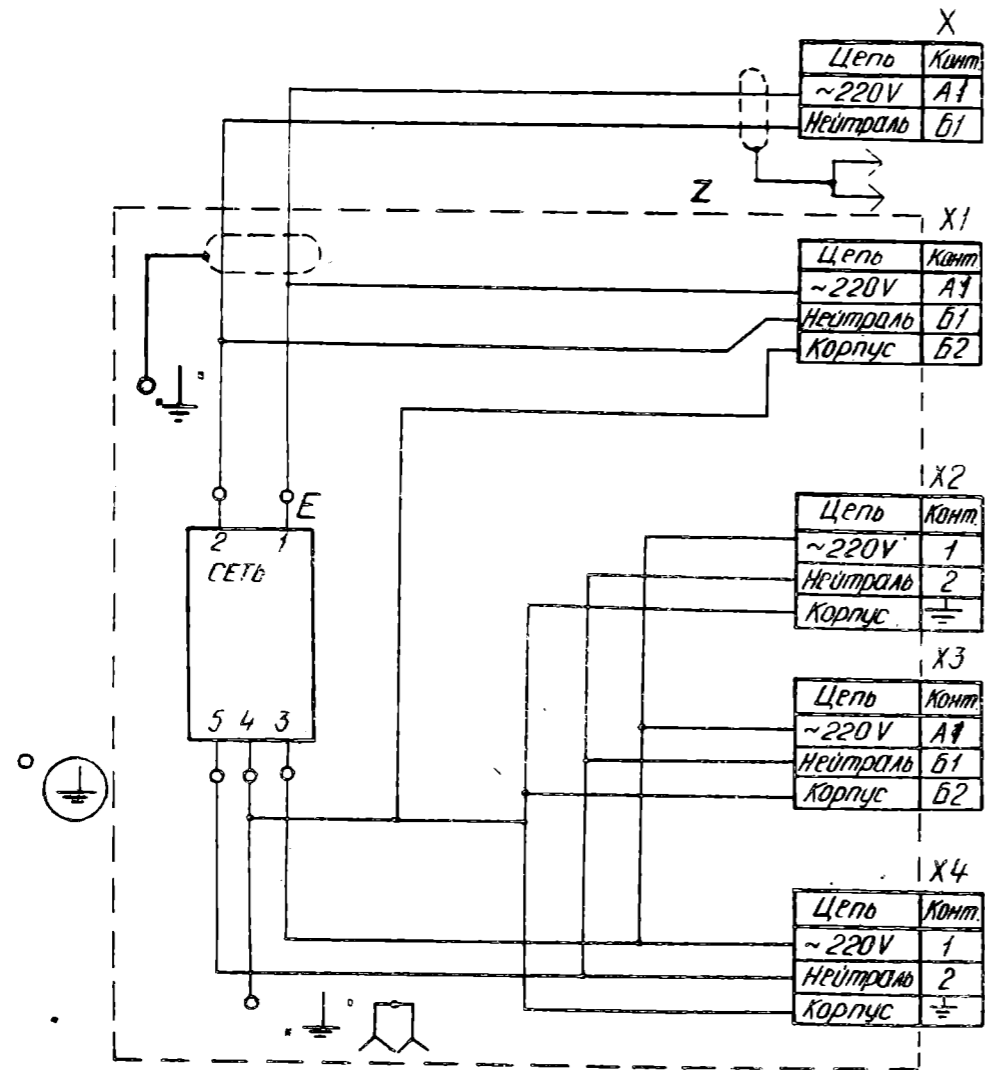 X
Цепь Конт.
~220V А1
Нейтраль Б1
Z
X1
Цепь Конт
~220V А1
Нейтраль Б1
Корпус Б2
E
2 1
СЕТЬ
5 4 3
X2
Цепь Конт.
~220V 1
Нейтраль 2
Корпус
X3
Цепь Конт.
~220V А1
Нейтраль Б1
Корпус Б2
X4
Цепь Конт.
~220V 1
Нейтраль 2
Корпус